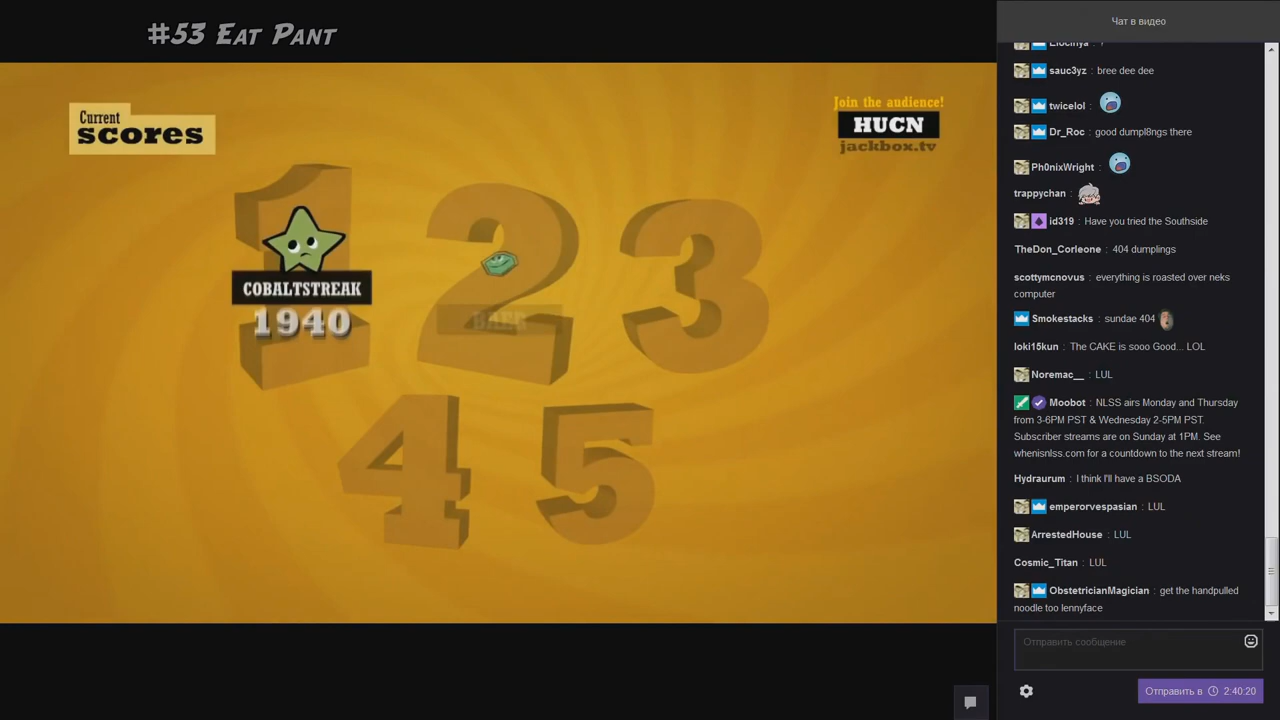 #53 EAT PANT
Current
scores
Join the audience!
HUCN
jackbox.tv
1
2
3
COBALTSTREAK
1940
4
5
Чат в видео
sauc3yz : bree dee dee
twicelol :
Dr_Roc : good dumpl8ngs there
Ph0nixWright :
trappychan :
id319 : Have you tried the Southside
TheDon_Corleone : 404 dumplings
scottymcnovus : everything is roasted over neks
computer
Smokestacks : sundae 404
loki15kun : The CAKE is sooo Good... LOL
Noremac__ : LUL
Moobot : NLSS airs Monday and Thursday
from 3-6PM PST & Wednesday 2-5PM PST.
Subscriber streams are on Sunday at 1PM. See
whenisnlss.com for a countdown to the next stream!
Hydraurum : I think I'll have a BSODA
emperorvespasian : LUL
ArrestedHouse : LUL
Cosmic_Titan : LUL
ObstetricianMagician : get the handpulled
noodle too lennyface
Отправить сообщение
Отправить в 2:40:20